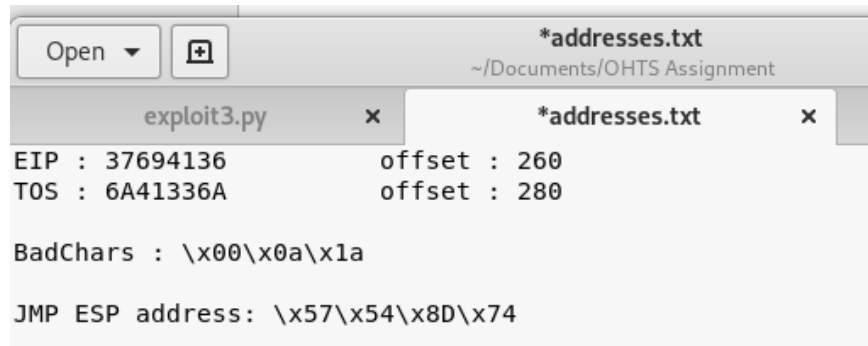 Open
*addresses.txt
~/Documents/OHTS Assignment
exploit3.py × *addresses.txt ×
EIP : 37694136 offset : 260
TOS : 6A41336A offset : 280
BadChars : \x00\x0a\x1a
JMP ESP address: \x57\x54\x8D\x74